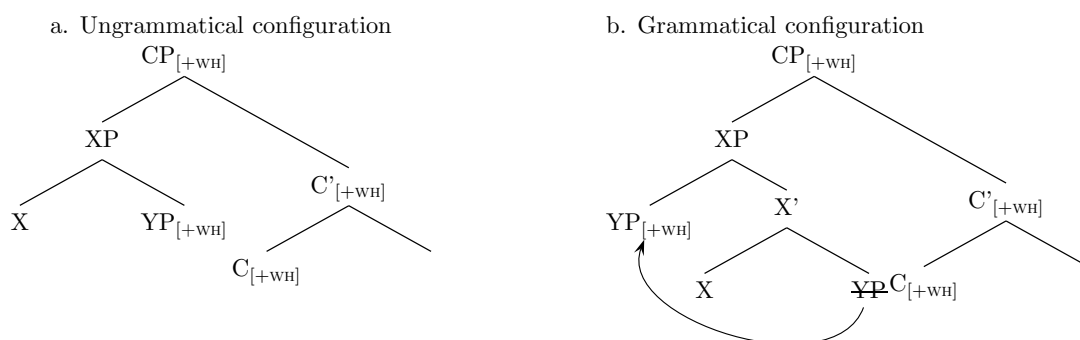 a. Ungrammatical configuration
CP[+WH]
XP
C'[+WH]
X
YP[+WH]
C[+WH]
b. Grammatical configuration
CP[+WH]
XP
C'[+WH]
YP[+WH]
X'
X
YP
C[+WH]